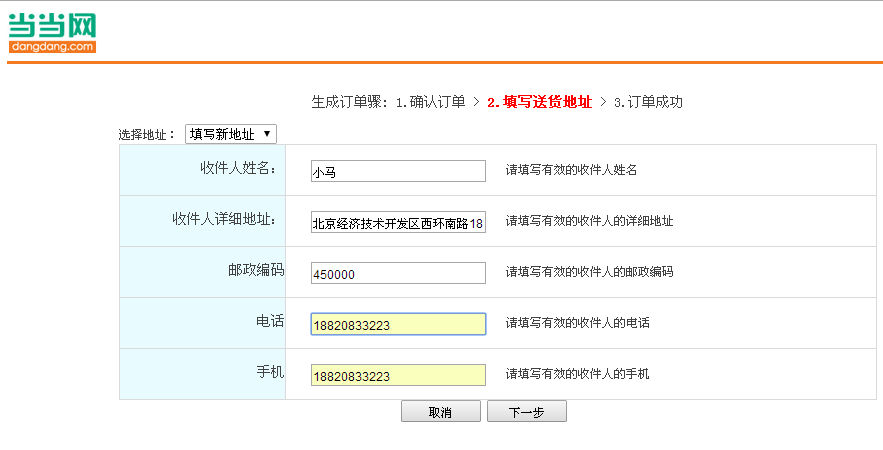 当当网
dangdang.com
生成订单骤: 1.确认订单 > 2.填写送货地址 > 3.订单成功
选择地址： 填写新地址
收件人姓名： 小马 请填写有效的收件人姓名
收件人详细地址： 北京经济技术开发区西环南路18 请填写有效的收件人的详细地址
邮政编码 450000 请填写有效的收件人的邮政编码
电话 18820833223 请填写有效的收件人的电话
手机 18820833223 请填写有效的收件人的手机
取消 下一步